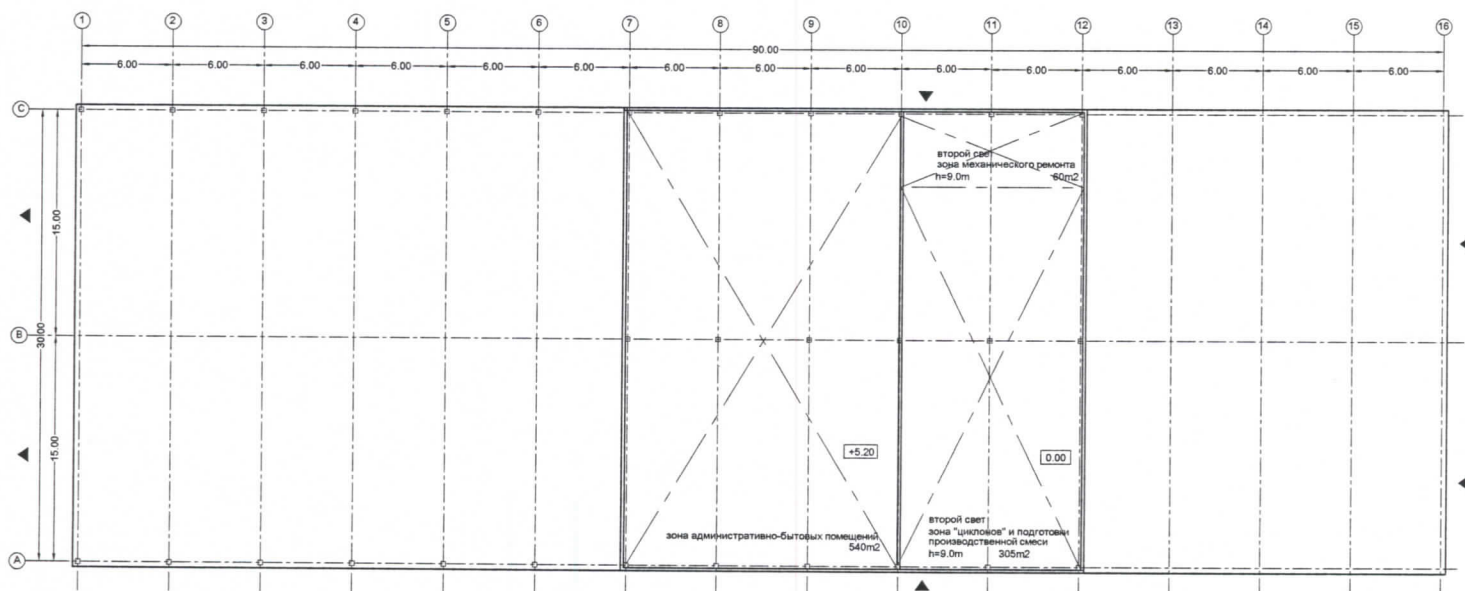 1 2 3 4 5 6 7 8 9 10 11 12 13 14 15 16
90.00
6.00 6.00 6.00 6.00 6.00 6.00 6.00 6.00 6.00 6.00 6.00 6.00 6.00 6.00 6.00
C
второй свет
зона механического ремонта
h=9.0m 60m2
15.00
B
30.00
15.00
+5.20
0.00
зона административно-бытовых помещений
540m2
второй свет
зона "циклонов" и подготовки
производственной смеси
h=9.0m 305m2
A